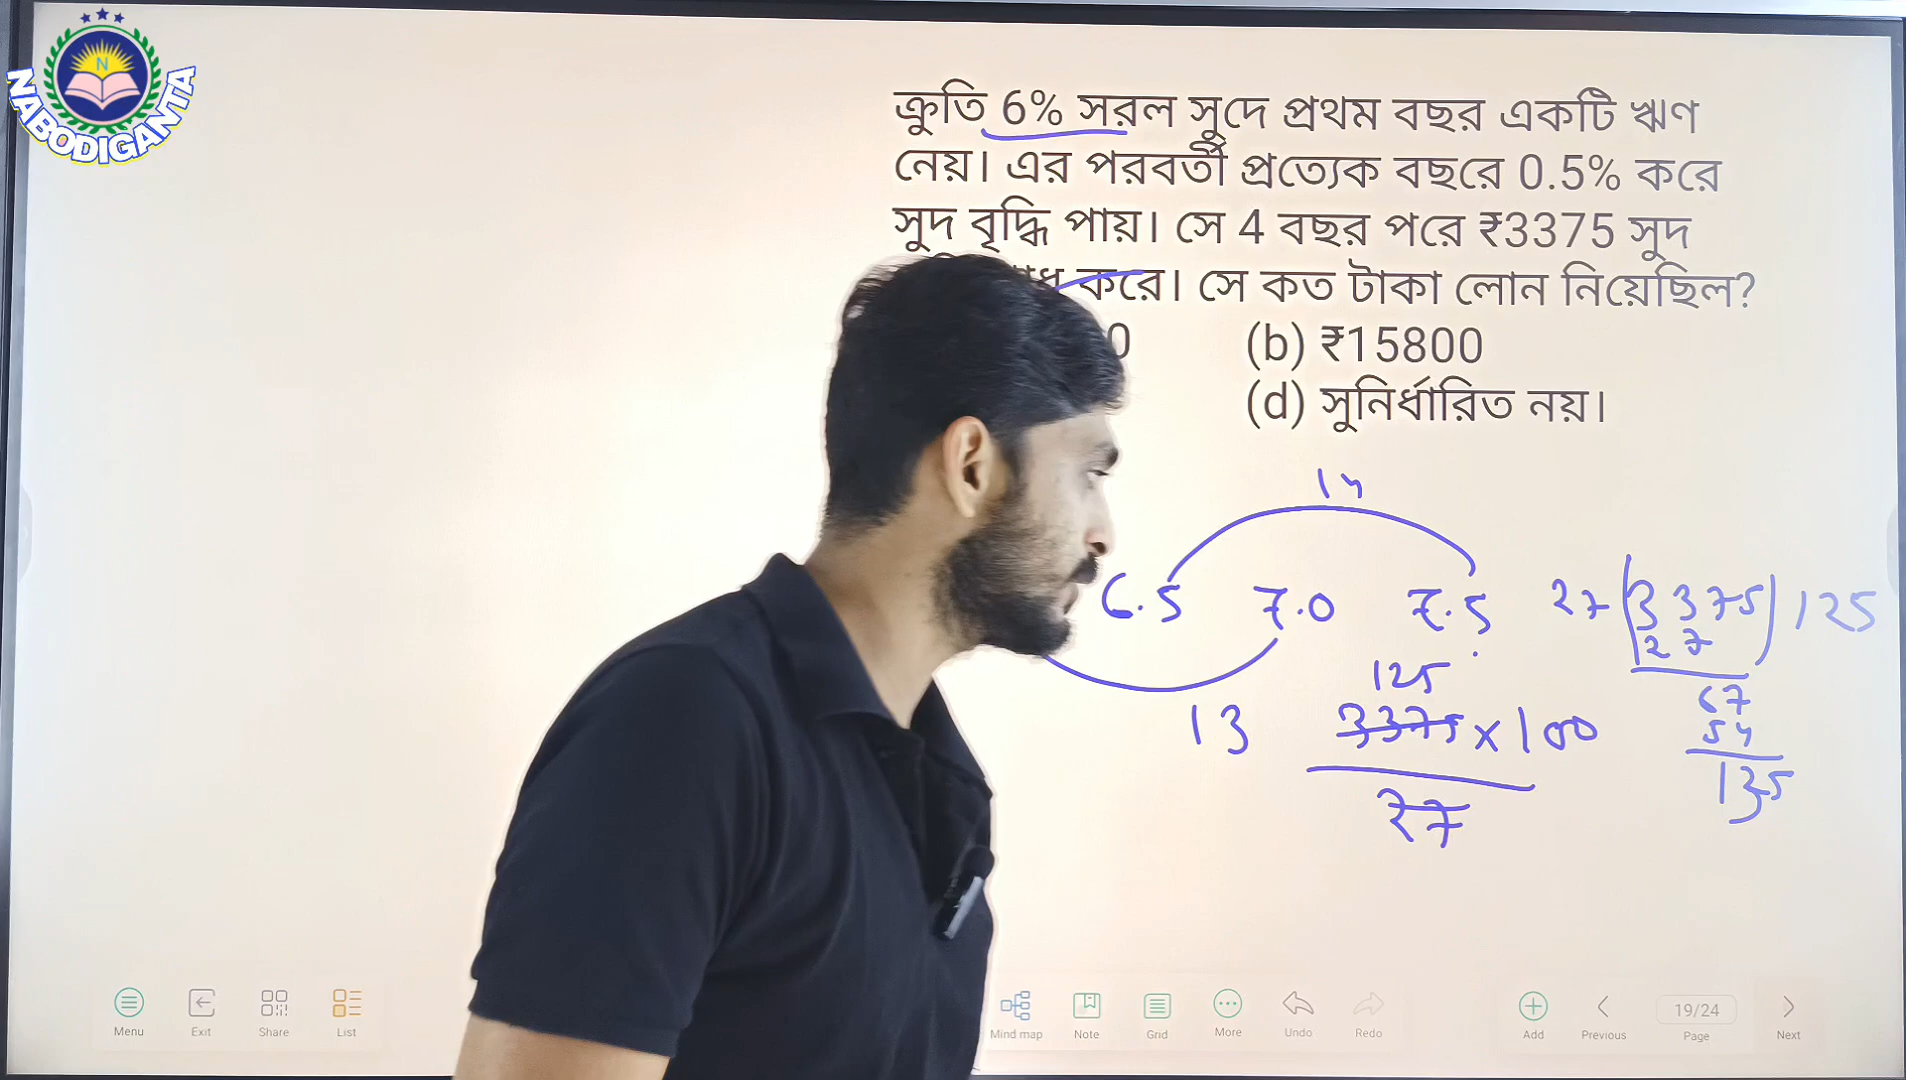 N
NABODIGANTA
ক্রুতি 6% সরল সুদে প্রথম বছর একটি ঋণ
নেয়। এর পরবর্তী প্রত্যেক বছরে 0.5% করে
সুদ বৃদ্ধি পায়। সে 4 বছর পরে ₹3375 সুদ
করে। সে কত টাকা লোন নিয়েছিল?
(b) ₹15800
(d) সুনির্ধারিত নয়।
14
6.5 7.0 7.5
13
125
3375 x 100
27
27 3375 125
27
67
54
135
Menu Exit Share List Mind map Note Grid More Undo Redo Add Previous 19/24 Page Next